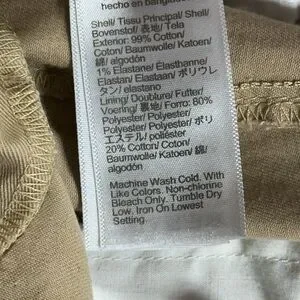 hecho en bangladesh
Shell/ Tissu Principal/ Shell/
Bovenstof/ 表地/ Tela
Exterior: 99% Cotton/
Coton/ Baumwolle/ Katoen/
綿/ algodón
1% Elastane/ Élasthanne/
Elastan/ Elastaan/ ポリウレ
タン/ elastano
Lining/ Doublure/ Futter/
Voering/ 裏地/ Forro: 80%
Polyester/ Polyester/
Polyester/ Polyester/ ポリ
エステル/ poliéster
20% Cotton/ Coton/
Baumwolle/ Katoen/ 綿/
algodón
Machine Wash Cold. With
Like Colors. Non-chlorine
Bleach Only. Tumble Dry
Low. Iron On Lowest
Setting.